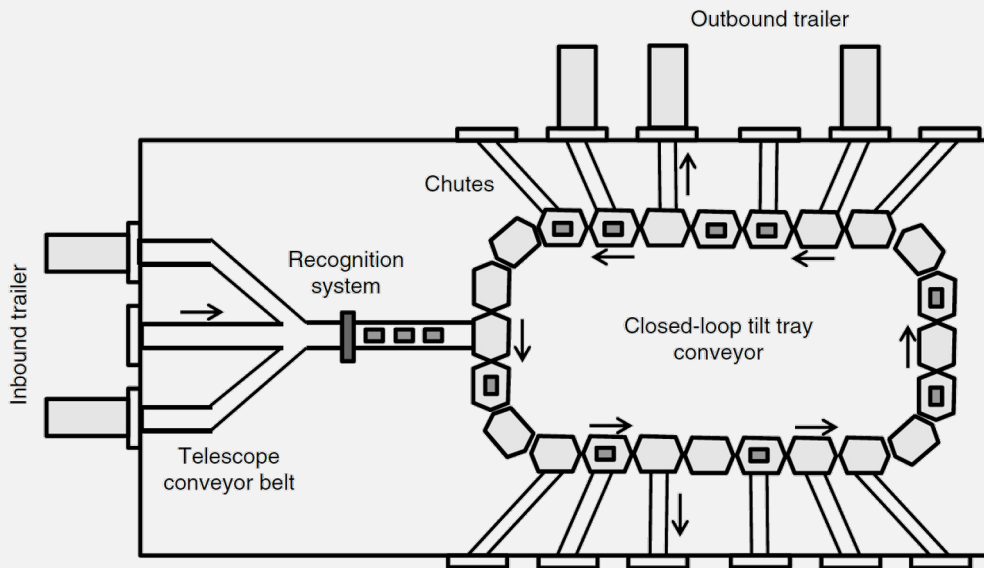 Outbound trailer
Chutes
Recognition
system
Inbound trailer
Closed-loop tilt tray
conveyor
Telescope
conveyor belt